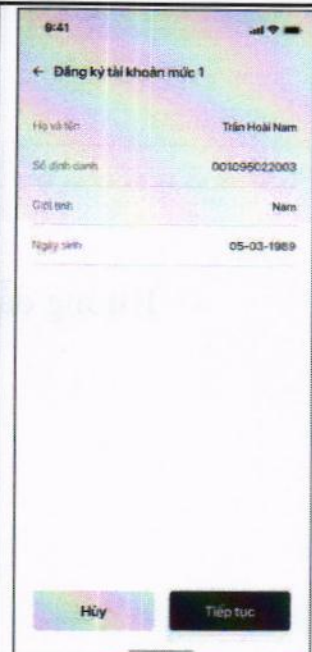 9:41
← Đăng ký tài khoản mức 1
Họ và tên Trần Hoài Nam
Số định danh 001095022003
Giới tính Nam
Ngày sinh 05-03-1989
Hủy Tiếp tục